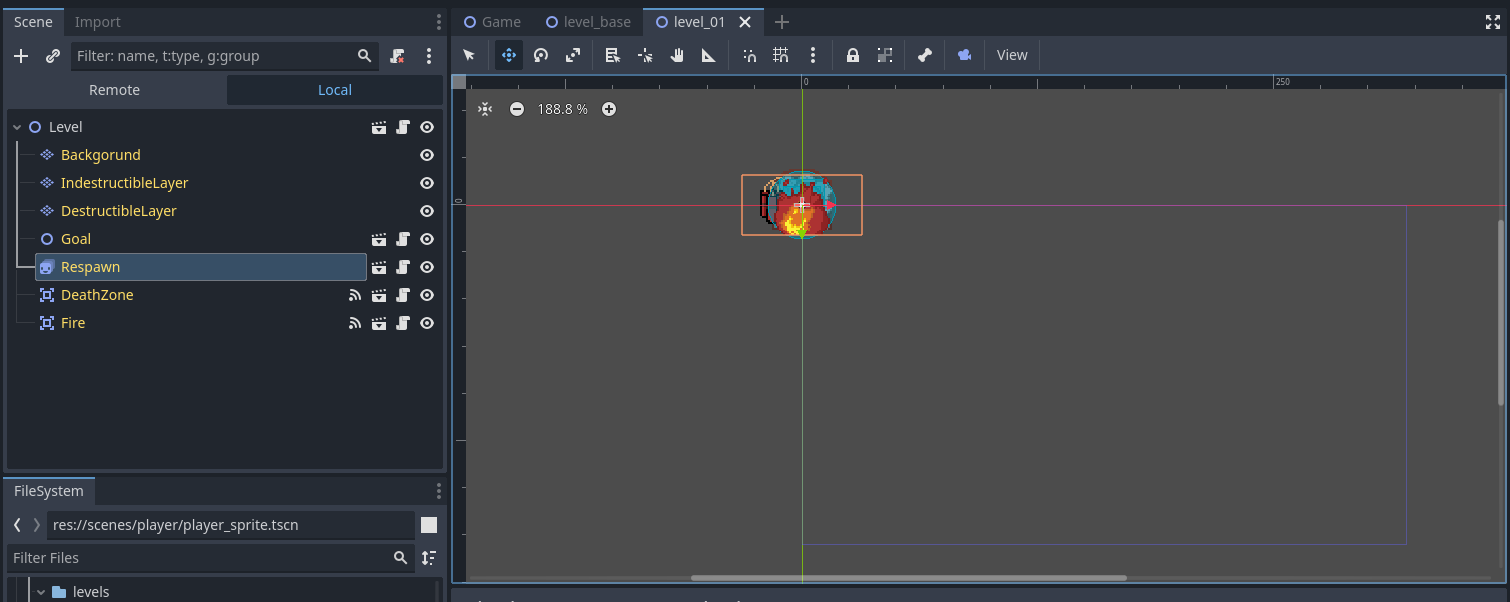 Scene Import
Game level_base level_01
Filter: name, t:type, g:group
View
Remote Local
0 250
188.8 %
Level
Backgorund
IndestructibleLayer
DestructibleLayer
0
Goal
Respawn
DeathZone
Fire
FileSystem
res://scenes/player/player_sprite.tscn
Filter Files
levels